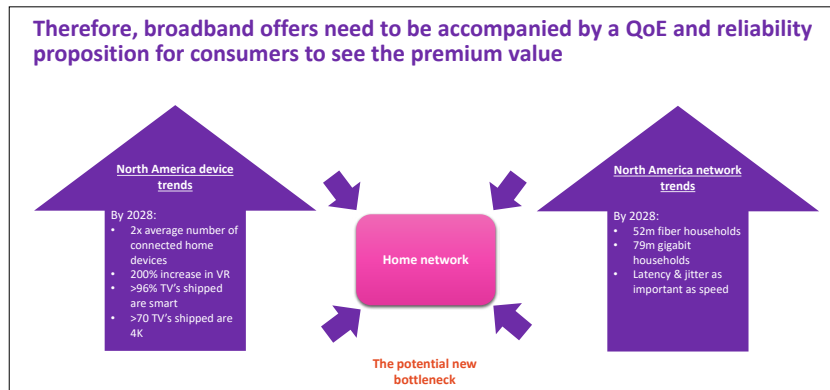 Therefore, broadband offers need to be accompanied by a QoE and reliability
proposition for consumers to see the premium value
North America device
trends
By 2028:
• 2x average number of
connected home
devices
• 200% increase in VR
• >96% TV's shipped
are smart
• >70 TV's shipped are
4K
Home network
The potential new
bottleneck
North America network
trends
By 2028:
• 52m fiber households
• 79m gigabit
households
• Latency & jitter as
important as speed